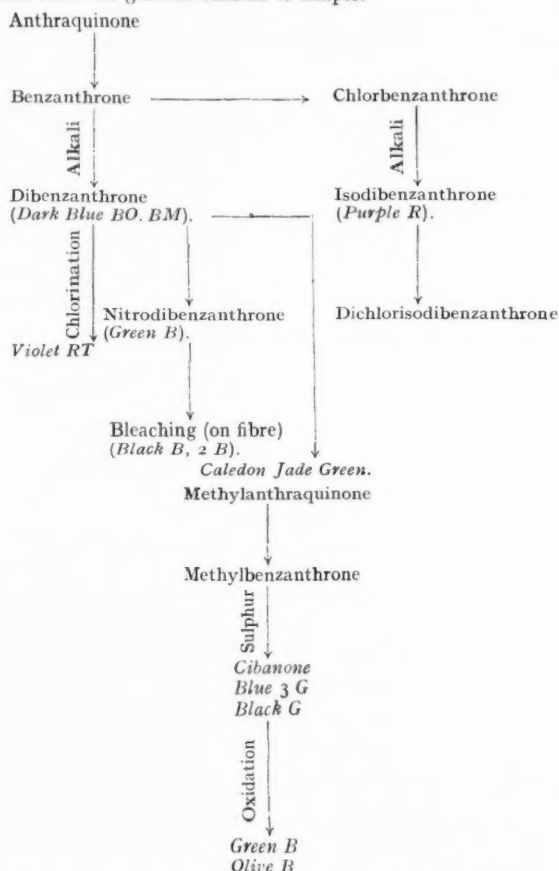 Anthraquinone
Benzanthrone
Chlorbenzanthrone
Alkali
Alkali
Dibenzanthrone
(Dark Blue BO. BM).
Isodibenzanthrone
(Purple R).
Chlorination
Nitrodibenzanthrone
(Green B).
Dichlorisodibenzanthrone
Violet RT
Bleaching (on fibre)
(Black B, 2 B).
Caledon Jade Green.
Methylanthraquinone
Methylbenzanthrone
Sulphur
Cibanone
Blue 3 G
Black G
Oxidation
Green B
Olive B